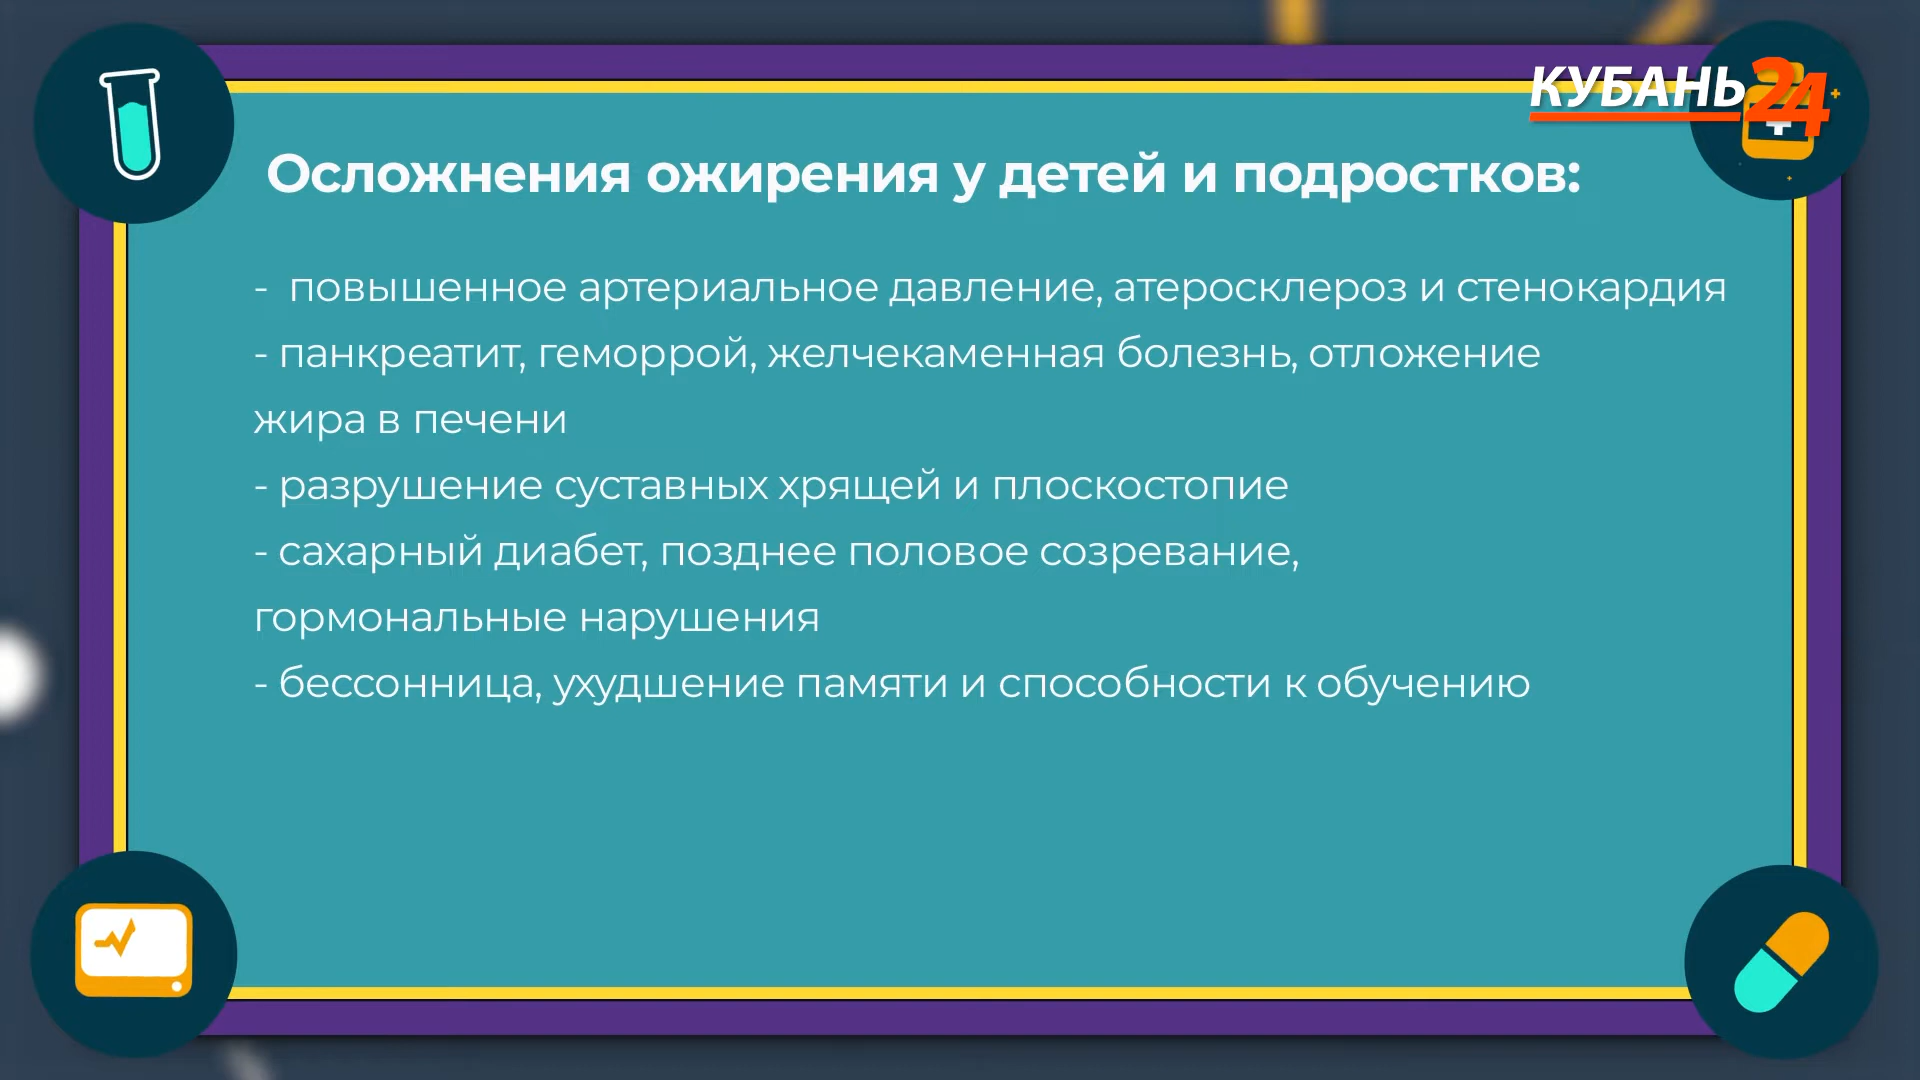 КУБАНЬ 24
Осложнения ожирения у детей и подростков:
- повышенное артериальное давление, атеросклероз и стенокардия
- панкреатит, геморрой, желчекаменная болезнь, отложение
жира в печени
- разрушение суставных хрящей и плоскостопие
- сахарный диабет, позднее половое созревание,
гормональные нарушения
- бессонница, ухудшение памяти и способности к обучению